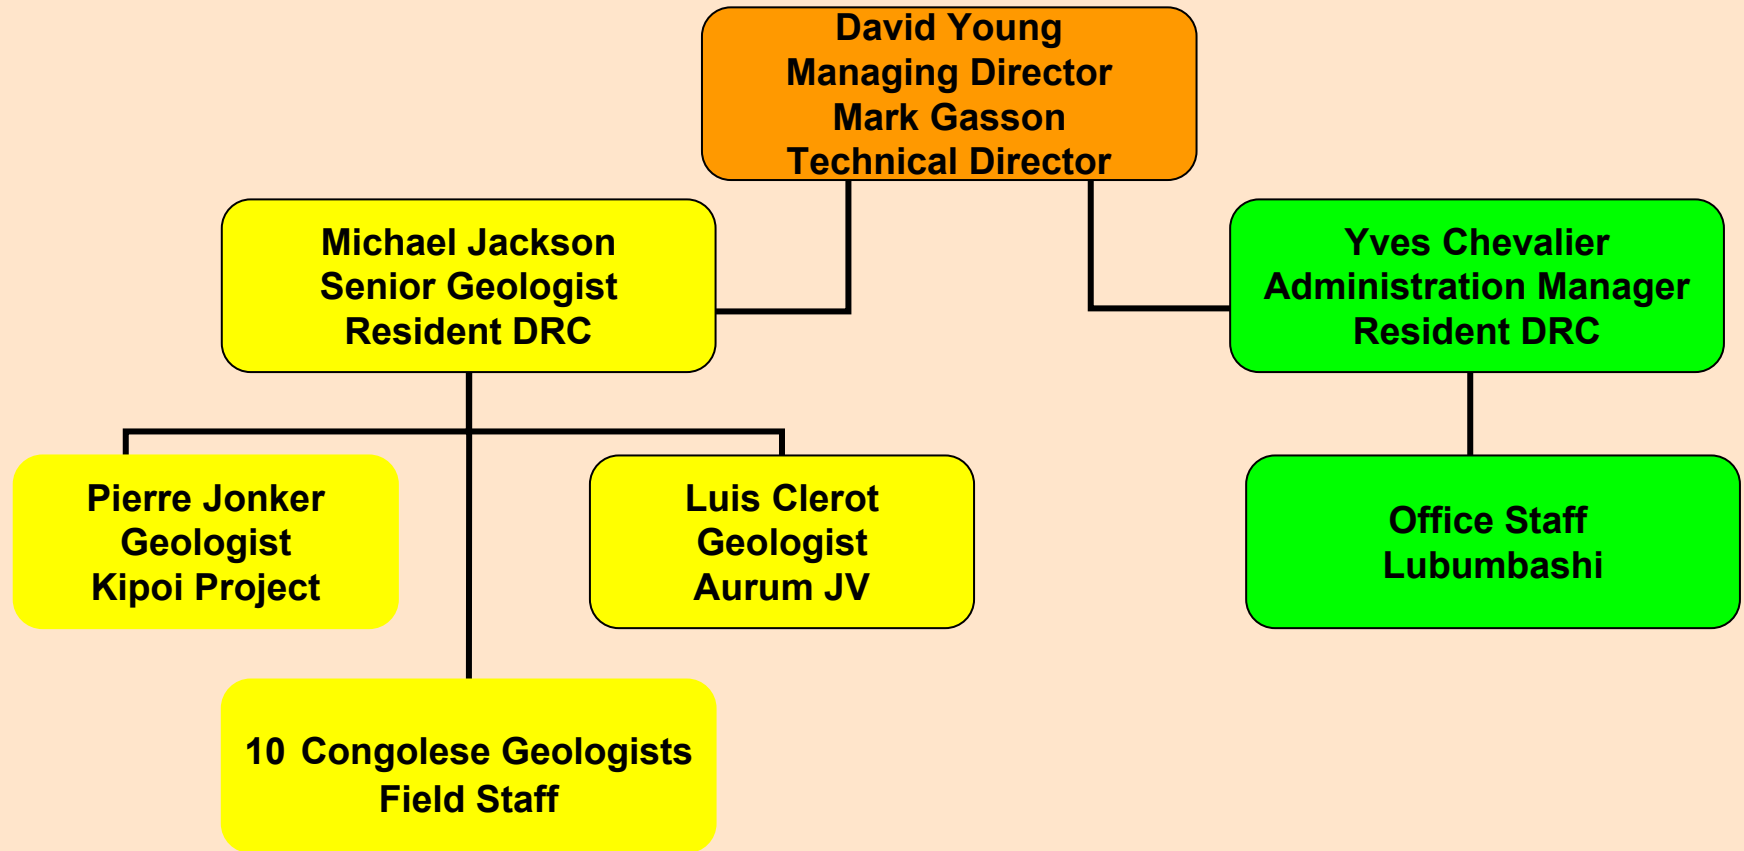 David Young
Managing Director
Mark Gasson
Technical Director
Michael Jackson
Senior Geologist
Resident DRC
Yves Chevalier
Administration Manager
Resident DRC
Pierre Jonker
Geologist
Kipoi Project
Luis Clerot
Geologist
Aurum JV
Office Staff
Lubumbashi
10 Congolese Geologists
Field Staff